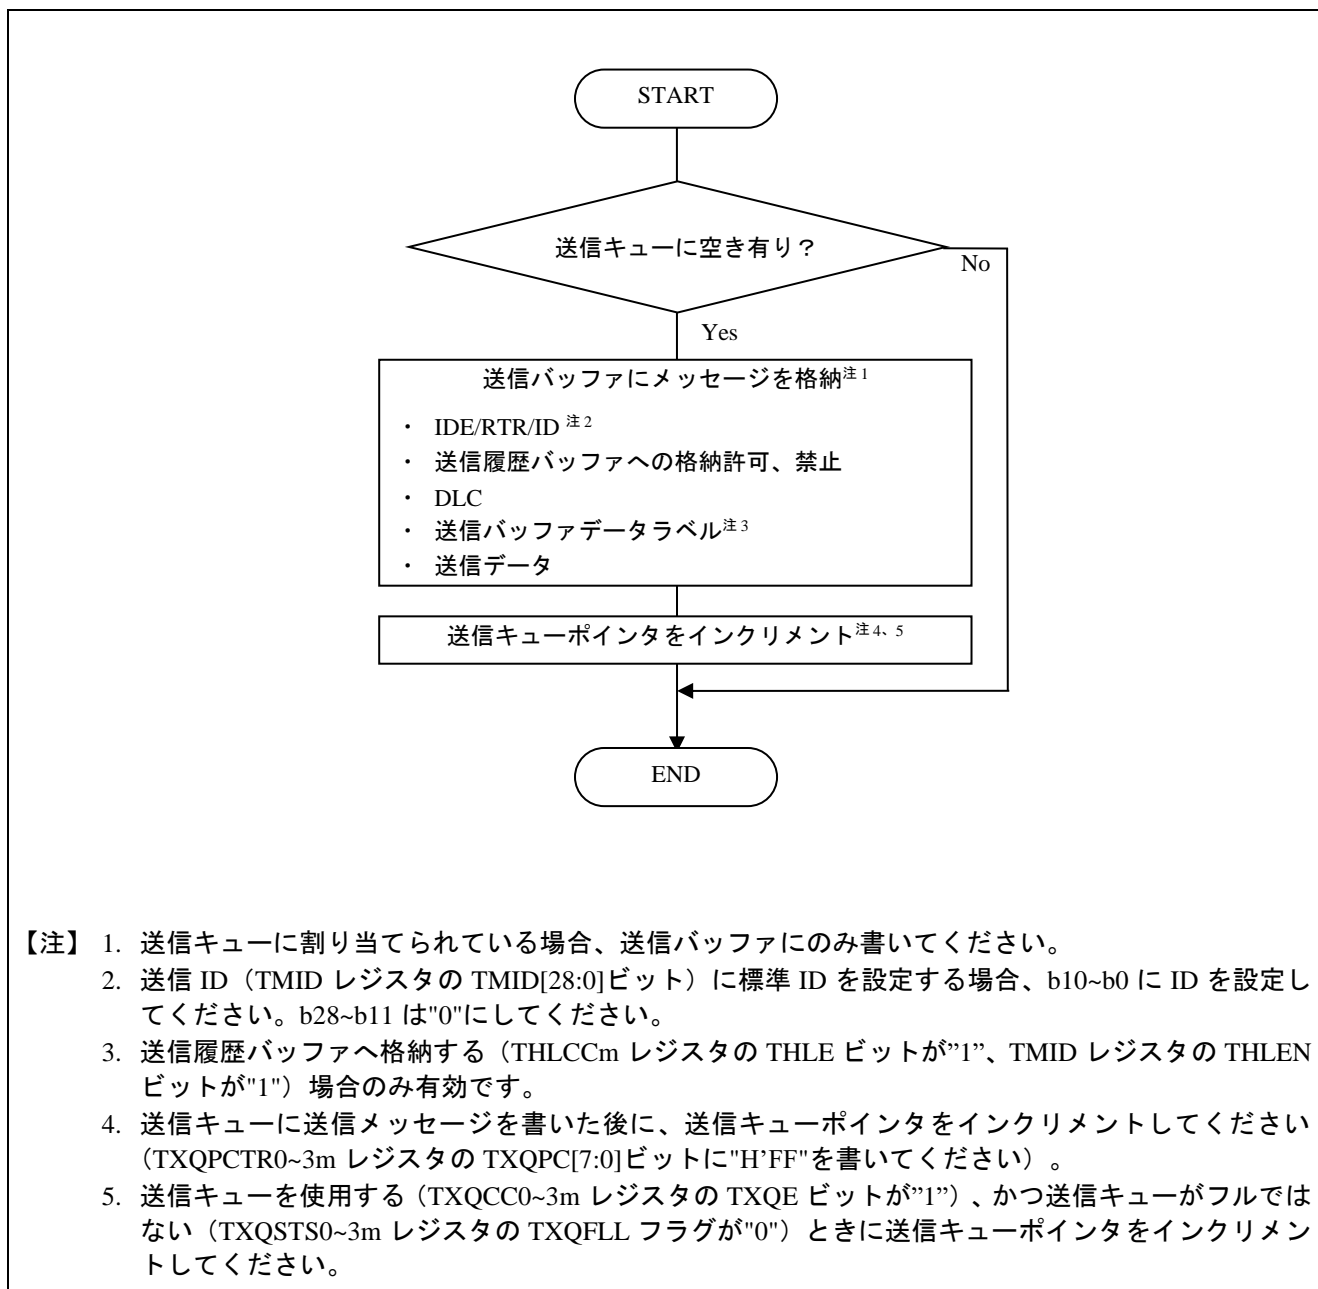 START
送信キューに空き有り？
No
Yes
送信バッファにメッセージを格納注 1
・ IDE/RTR/ID 注 2
・ 送信履歴バッファへの格納許可、禁止
・ DLC
・ 送信バッファデータラベル注 3
・ 送信データ
送信キューポインタをインクリメント注 4、5
END
【注】 1. 送信キューに割り当てられている場合、送信バッファにのみ書いてください。
2. 送信 ID（TMID レジスタの TMID[28:0]ビット）に標準 ID を設定する場合、b10~b0 に ID を設定し
てください。b28~b11 は"0"にしてください。
3. 送信履歴バッファへ格納する（THLCCm レジスタの THLE ビットが”1”、TMID レジスタの THLEN
ビットが"1"）場合のみ有効です。
4. 送信キューに送信メッセージを書いた後に、送信キューポインタをインクリメントしてください
（TXQPCTR0~3m レジスタの TXQPC[7:0]ビットに"H’FF"を書いてください）。
5. 送信キューを使用する（TXQCC0~3m レジスタの TXQE ビットが”1”）、かつ送信キューがフルでは
ない（TXQSTS0~3m レジスタの TXQFLL フラグが"0"）ときに送信キューポインタをインクリメン
トしてください。